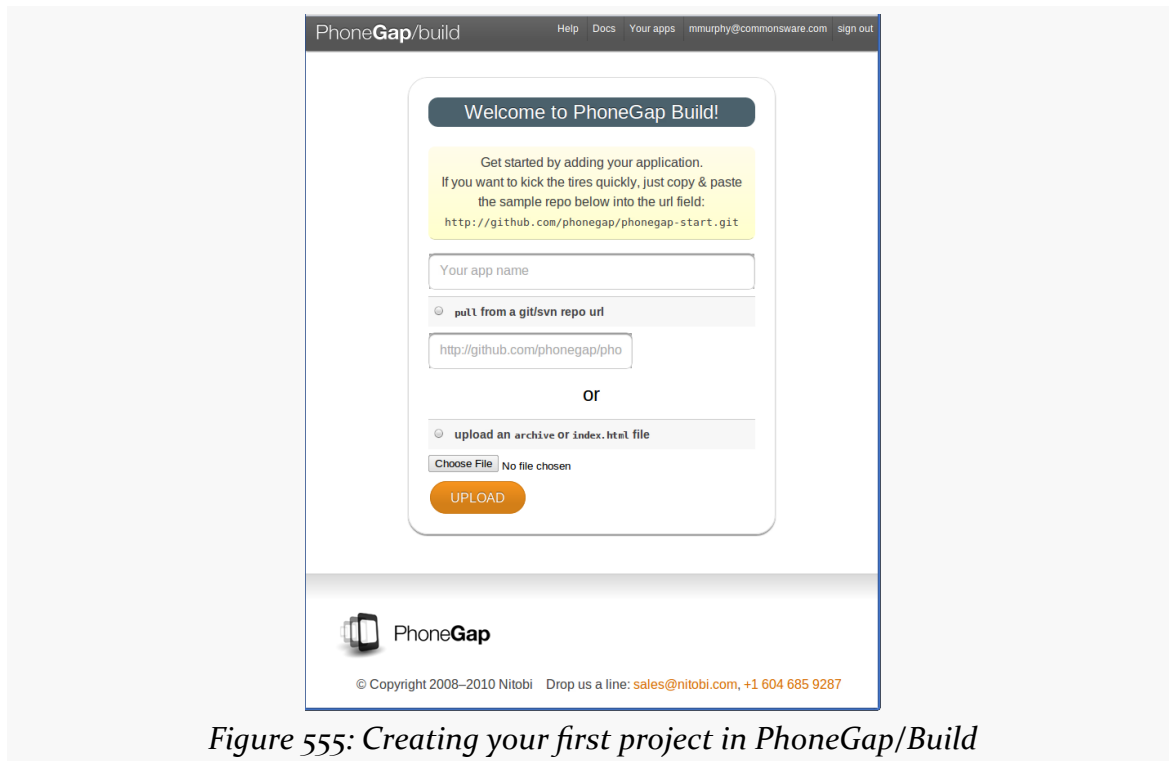 PhoneGap/build
Help Docs Your apps mmurphy@commonsware.com sign out
Welcome to PhoneGap Build!
Get started by adding your application.
If you want to kick the tires quickly, just copy & paste
the sample repo below into the url field:
http://github.com/phonegap/phonegap-start.git
Your app name
pull from a git/svn repo url
http://github.com/phonegap/pho
or
upload an archive or index.html file
Choose File No file chosen
UPLOAD
PhoneGap
© Copyright 2008–2010 Nitobi Drop us a line: sales@nitobi.com, +1 604 685 9287
Figure 555: Creating your first project in PhoneGap/Build